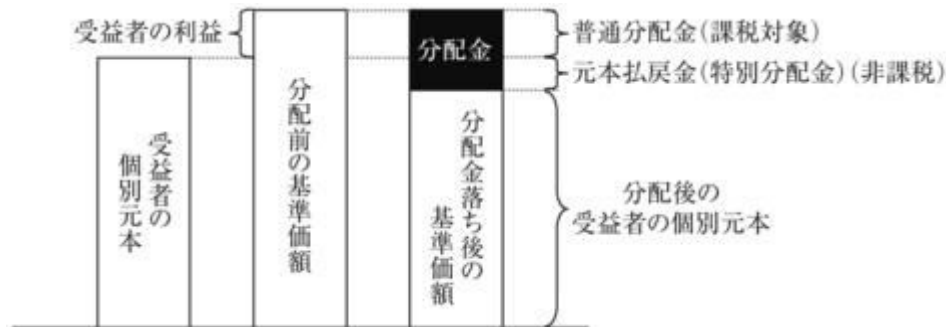 受益者の利益
分配金
普通分配金(課税対象)
元本払戻金(特別分配金)(非課税)
受益者の
個別元本
分配前の基準価額
分配金落ち後の
基準価額
分配後の
受益者の個別元本